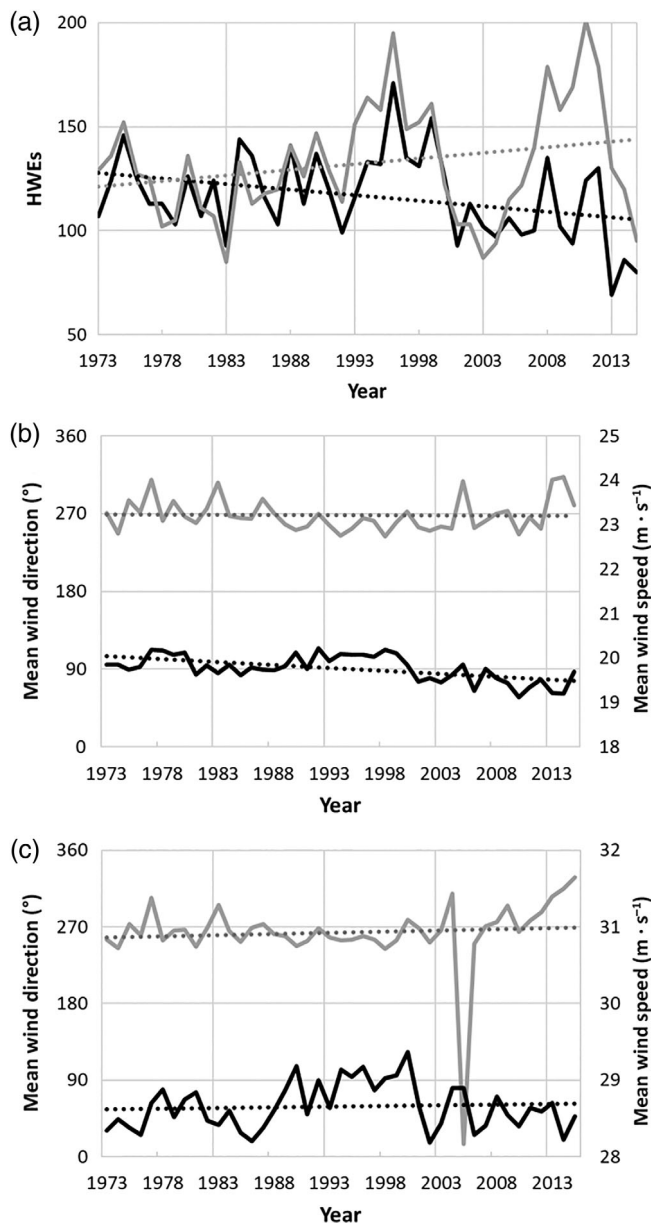 (a)
200
150
100
50
HWEs
1973 1978 1983 1988 1993 1998 2003 2008 2013
Year
(b)
360
270
180
90
0
Mean wind direction (°)
25
24
23
22
21
20
19
18
Mean wind speed (m · s⁻¹)
1973 1978 1983 1988 1993 1998 2003 2008 2013
Year
(c)
360
270
180
90
0
Mean wind direction (°)
32
31
30
29
28
Mean wind speed (m · s⁻¹)
1973 1978 1983 1988 1993 1998 2003 2008 2013
Year